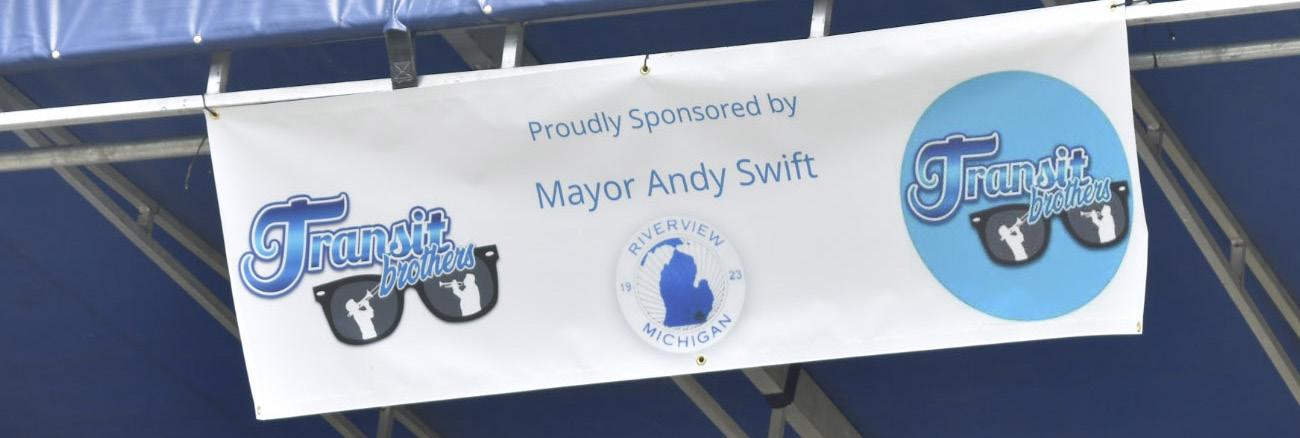 Proudly Sponsored by
Mayor Andy Swift
Transit
brothers
RIVERVIEW
19 23
MICHIGAN
Transit
brothers